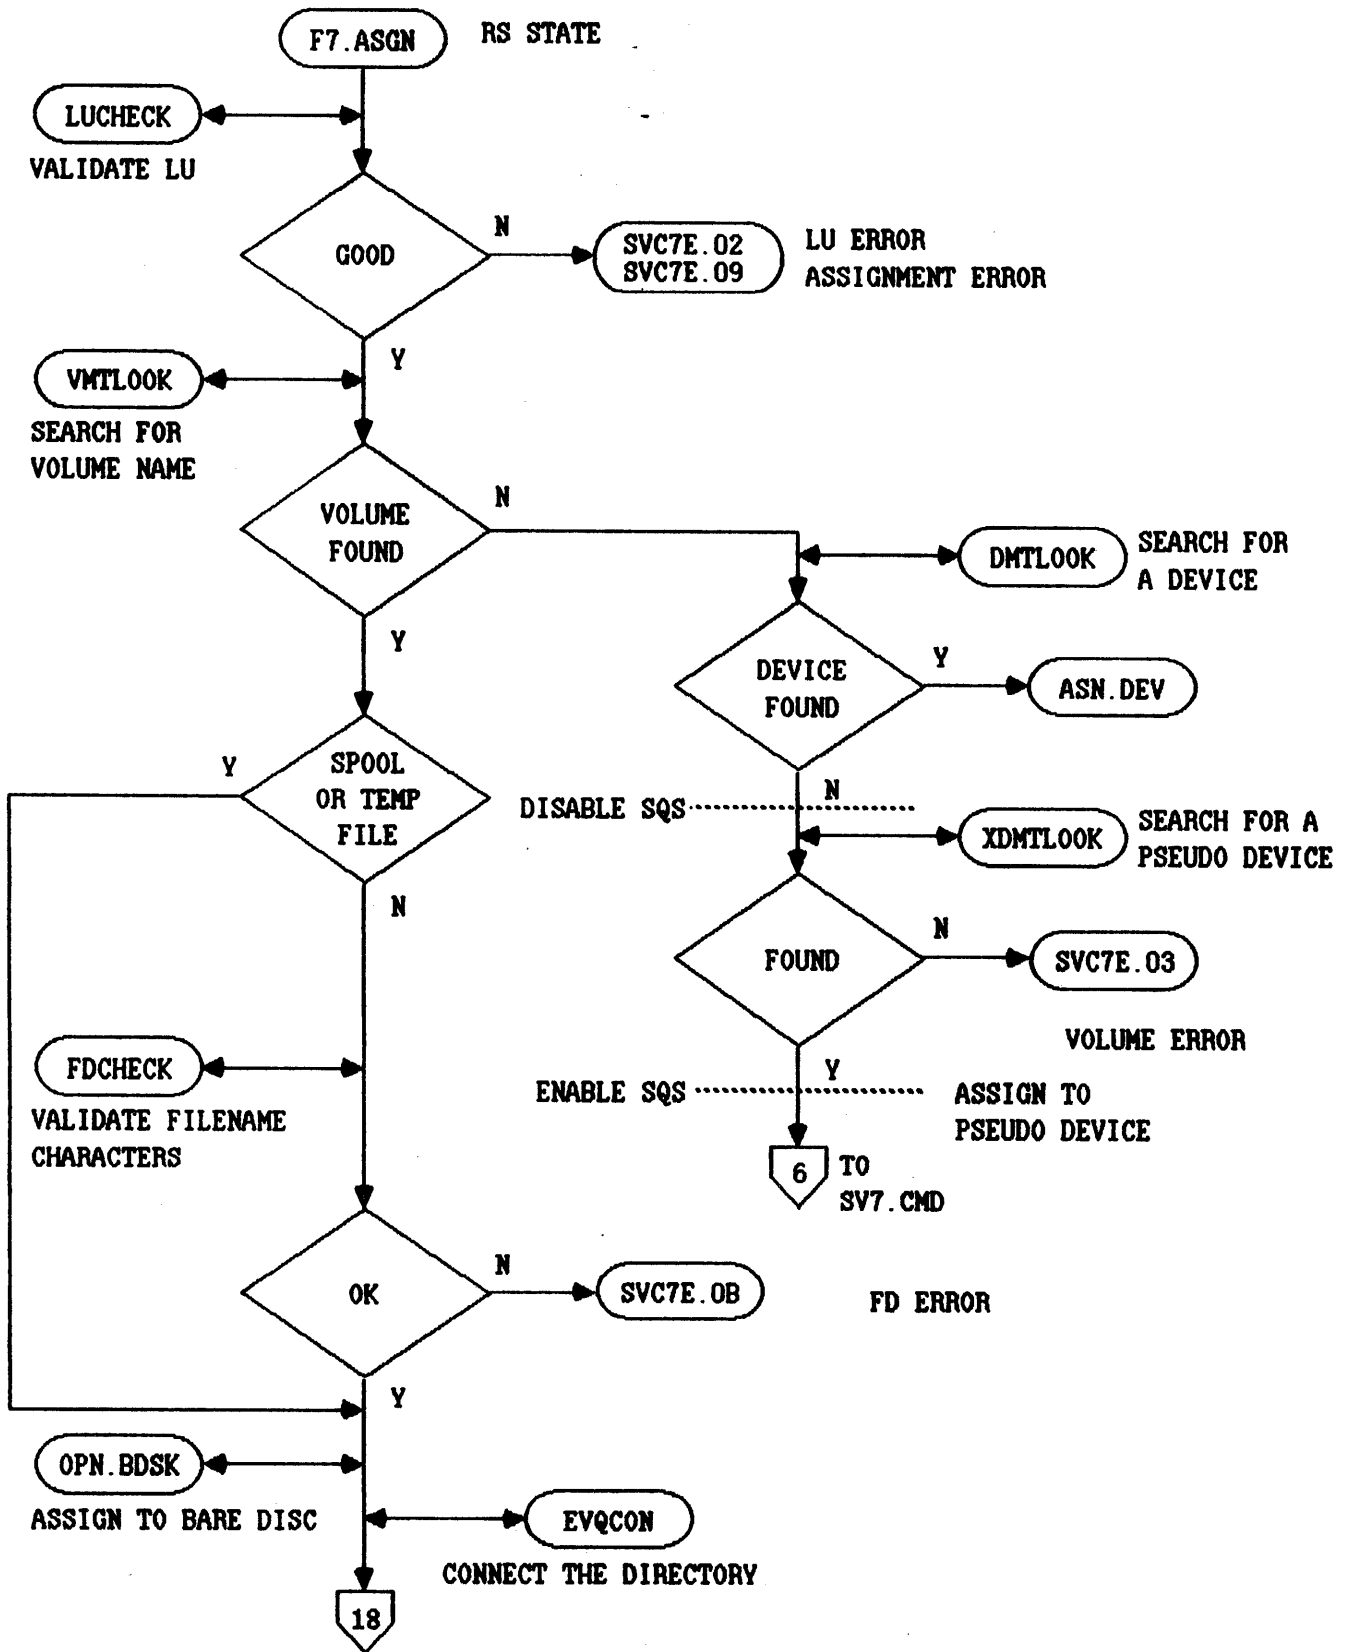 F7.ASGN
RS STATE
LUCHECK
VALIDATE LU
GOOD
N
SVC7E.02
SVC7E.09
LU ERROR
ASSIGNMENT ERROR
Y
VMTLOOK
SEARCH FOR
VOLUME NAME
VOLUME
FOUND
N
DMTLOOK
SEARCH FOR
A DEVICE
Y
DEVICE
FOUND
Y
ASN.DEV
SPOOL
OR TEMP
FILE
Y
N
DISABLE SQS
N
XDMTLOOK
SEARCH FOR A
PSEUDO DEVICE
FOUND
N
SVC7E.03
VOLUME ERROR
FDCHECK
VALIDATE FILENAME
CHARACTERS
ENABLE SQS
Y
ASSIGN TO
PSEUDO DEVICE
6
TO
SV7.CMD
OK
N
SVC7E.0B
FD ERROR
Y
OPN.BDSK
ASSIGN TO BARE DISC
EVQCON
CONNECT THE DIRECTORY
18